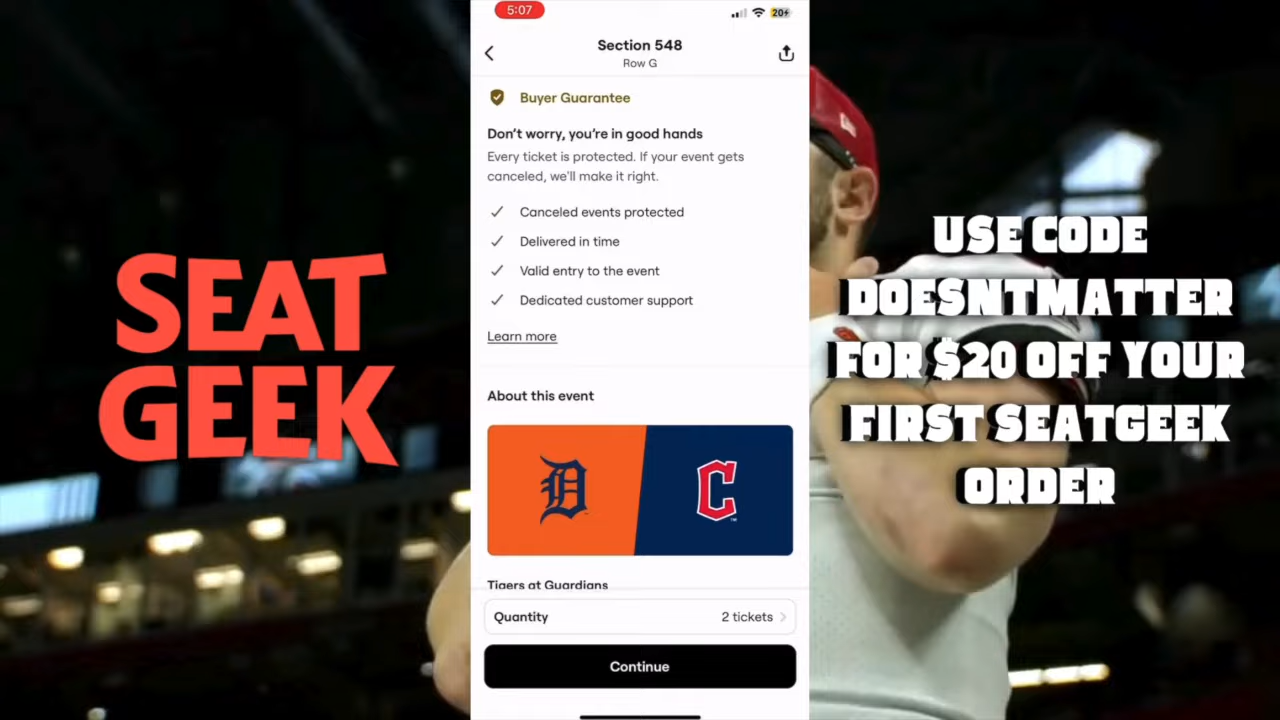 5:07
20
Section 548
Row G
Buyer Guarantee
Don't worry, you're in good hands
Every ticket is protected. If your event gets
canceled, we'll make it right.
Canceled events protected
Delivered in time
Valid entry to the event
Dedicated customer support
Learn more
About this event
D
C
TM
Tigers at Guardians
Quantity
2 tickets
Continue
SEAT
GEEK
USE CODE
DOESNTMATTER
FOR $20 OFF YOUR
FIRST SEATGEEK
ORDER